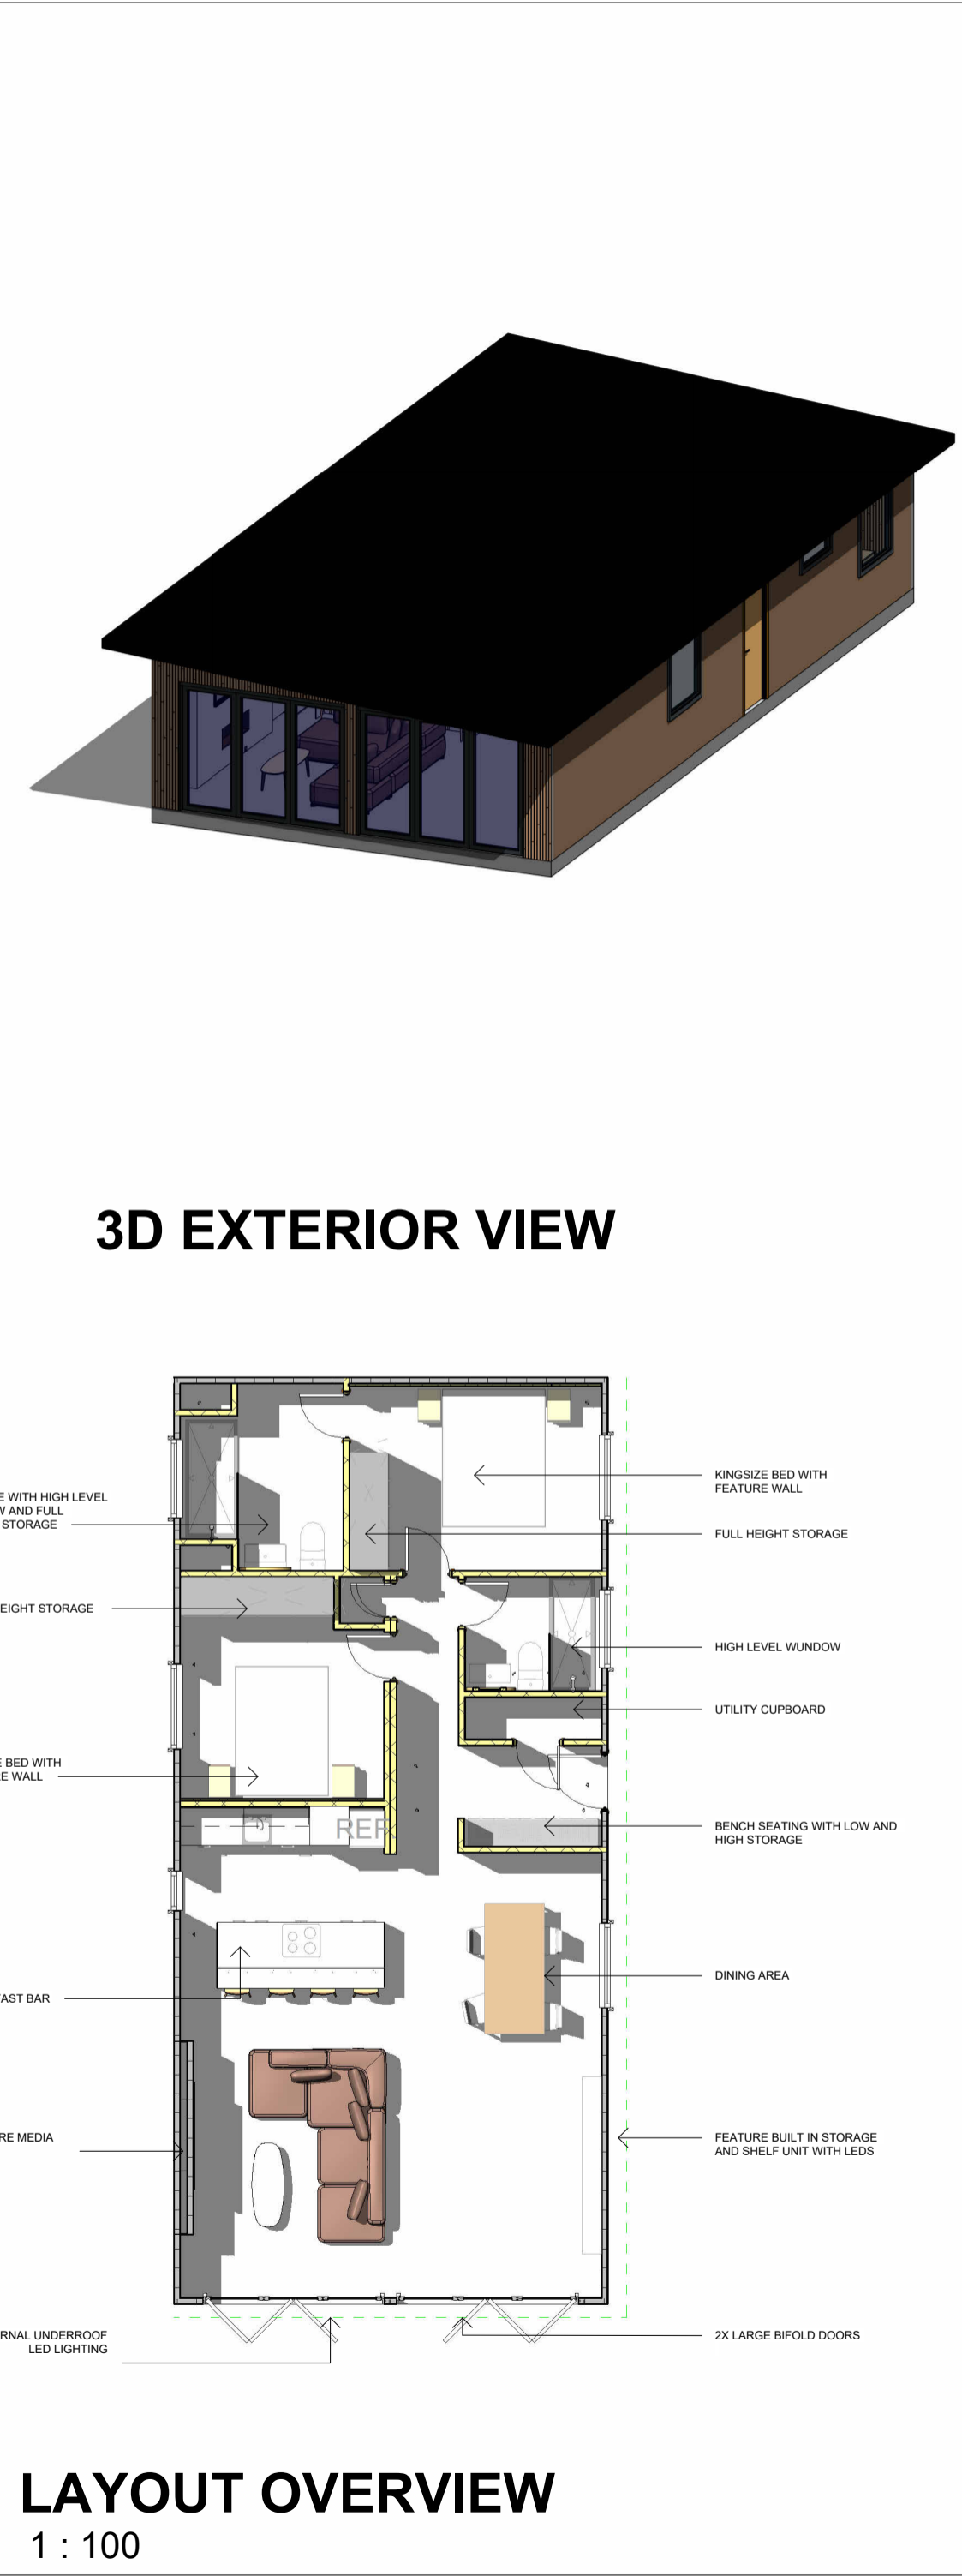 3D EXTERIOR VIEW
E WITH HIGH LEVEL
W AND FULL
STORAGE
EIGHT STORAGE
E BED WITH
E WALL
AST BAR
RE MEDIA
RNAL UNDERROOF
LED LIGHTING
REF
KINGSIZE BED WITH
FEATURE WALL
FULL HEIGHT STORAGE
HIGH LEVEL WUNDOW
UTILITY CUPBOARD
BENCH SEATING WITH LOW AND
HIGH STORAGE
DINING AREA
FEATURE BUILT IN STORAGE
AND SHELF UNIT WITH LEDS
2X LARGE BIFOLD DOORS
LAYOUT OVERVIEW
1 : 100